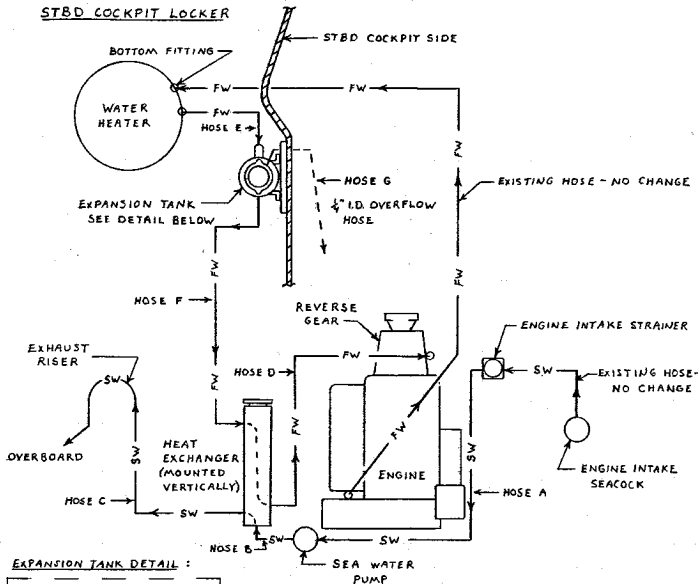 STBD COCKPIT LOCKER
BOTTOM FITTING
STBD COCKPIT SIDE
FW
FW
WATER
HEATER
FW
HOSE E
FW
HOSE G
EXISTING HOSE - NO CHANGE
EXPANSION TANK
SEE DETAIL BELOW
1/4" I.D. OVERFLOW
HOSE
FW
HOSE F
REVERSE
GEAR
ENGINE INTAKE STRAINER
EXHAUST
RISER
FW
HOSE D
SW
EXISTING HOSE-
NO CHANGE
SW
FW
FW
SW
OVERBOARD
SW
HEAT
EXCHANGER
(MOUNTED
VERTICALLY)
FW
ENGINE
ENGINE INTAKE
SEACOCK
HOSE C
SW
HOSE A
HOSE B
SW
SW
EXPANSION TANK DETAIL :
SEA WATER
PUMP